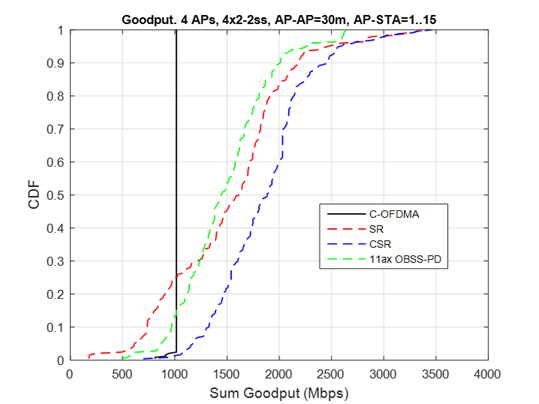 Goodput. 4 APs, 4x2-2ss, AP-AP=30m, AP-STA=1..15
1
0.9
0.8
0.7
0.6
0.5
0.4
0.3
0.2
0.1
0
CDF
C-OFDMA
SR
CSR
11ax OBSS-PD
0 500 1000 1500 2000 2500 3000 3500 4000
Sum Goodput (Mbps)